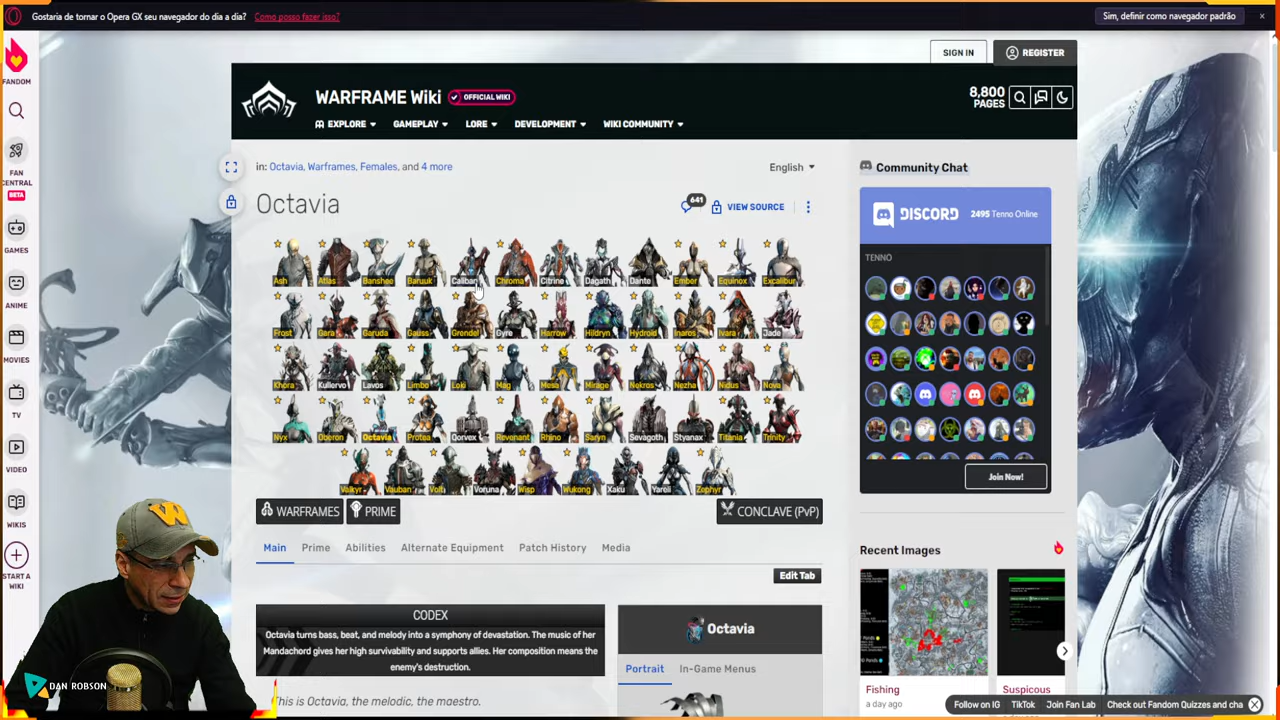 Gostaria de tornar o Opera GX seu navegador do dia a dia? Como posso fazer isso? Sim, definir como navegador padrão
FANDOM
FAN CENTRAL
BETA
GAMES
ANIME
MOVIES
TV
VIDEO
WIKIS
START A WIKI
SIGN IN REGISTER
WARFRAME Wiki OFFICIAL WIKI
8,800 PAGES
EXPLORE GAMEPLAY LORE DEVELOPMENT WIKI COMMUNITY
in: Octavia, Warframes, Females, and 4 more English
Octavia
641 VIEW SOURCE
Ash Atlas Banshee Baruuk Caliban Chroma Citrine Dagath Dante Ember Equinox Excalibur
Frost Gara Garuda Gauss Grendel Gyre Harrow Hildryn Hydroid Inaros Ivara Jade
Khora Kullervo Lavos Limbo Loki Mag Mesa Mirage Nekros Nezha Nidus Nova
Nyx Oberon Octavia Protea Qorvex Revenant Rhino Saryn Sevagoth Styanax Titania Trinity
Valkyr Vauban Volt Voruna Wisp Wukong Xaku Yareli Zephyr
WARFRAMES PRIME CONCLAVE (PvP)
Main Prime Abilities Alternate Equipment Patch History Media
Edit Tab
CODEX
Octavia turns bass, beat, and melody into a symphony of devastation. The music of her
Mandachord gives her high survivability and supports allies. Her composition means the
enemy's destruction.
This is Octavia, the melodic, the maestro.
Octavia
Portrait In-Game Menus
Community Chat
DISCORD 2495 Tenno Online
TENNO
Join Now!
Recent Images
Fishing
a day ago
Suspicous
Follow on IG TikTok Join Fan Lab Check out Fandom Quizzes and cha
W
DAN ROBSON